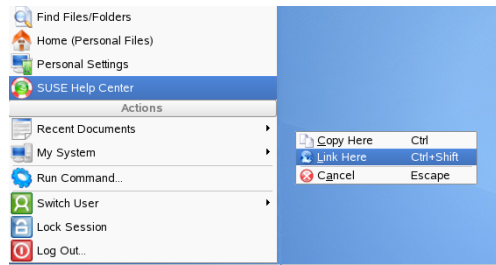 Find Files/Folders
Home (Personal Files)
Personal Settings
SUSE Help Center
Actions
Recent Documents
My System
Run Command...
Switch User
Lock Session
Log Out...
Copy Here Ctrl
Link Here Ctrl+Shift
Cancel Escape